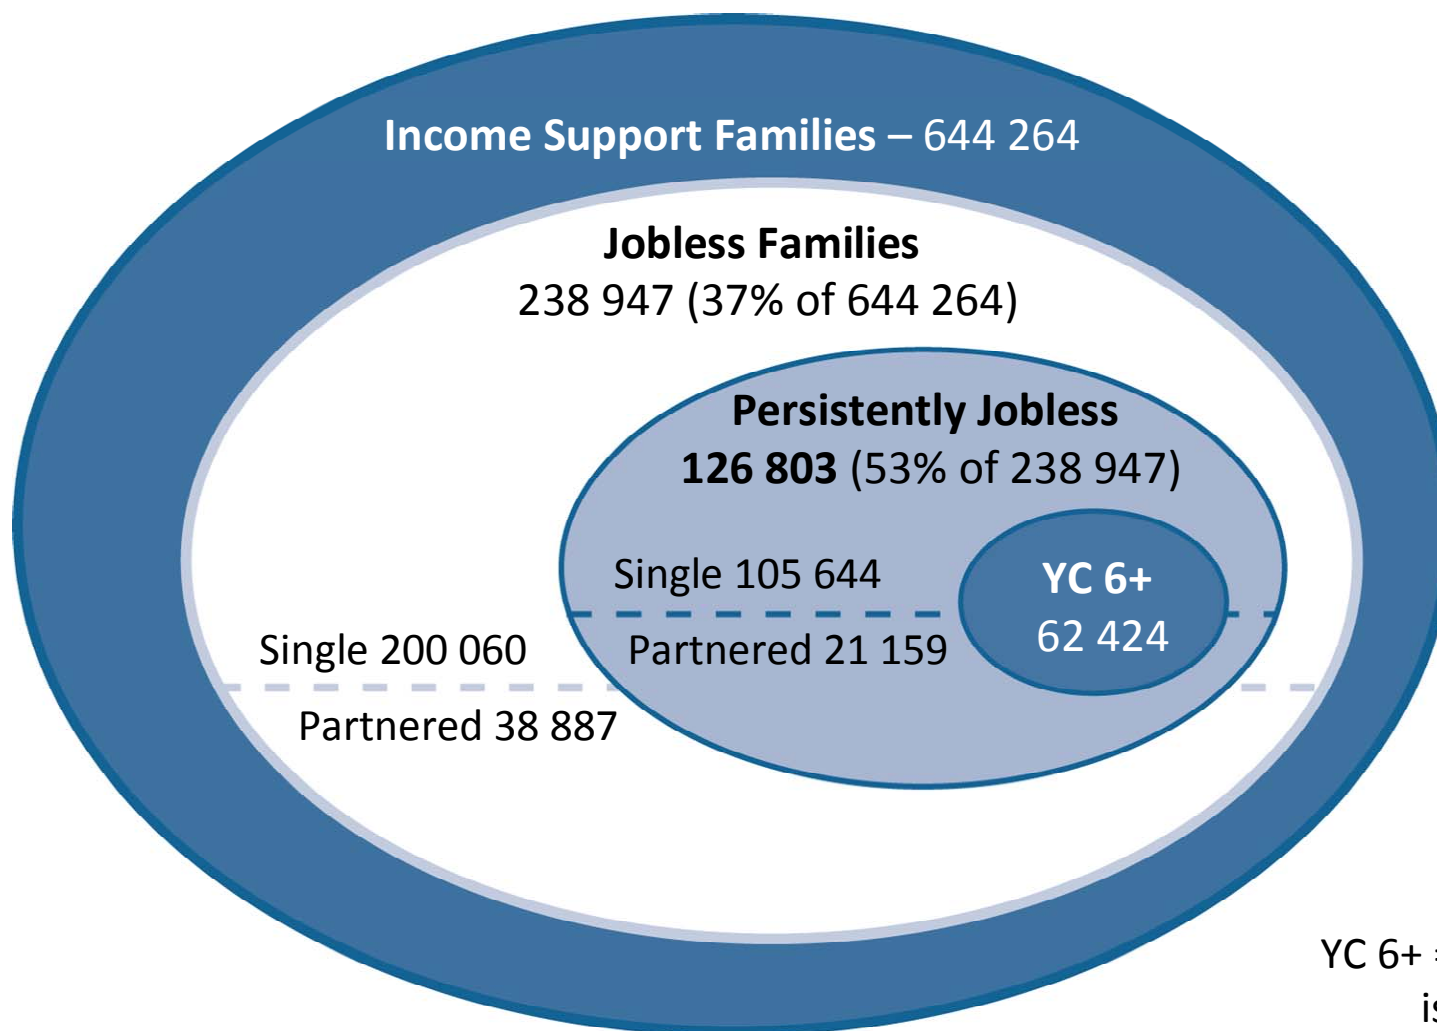 Income Support Families – 644 264
Jobless Families
238 947 (37% of 644 264)
Persistently Jobless
126 803 (53% of 238 947)
Single 105 644
YC 6+
62 424
Single 200 060
Partnered 21 159
Partnered 38 887
YC 6+ =
is